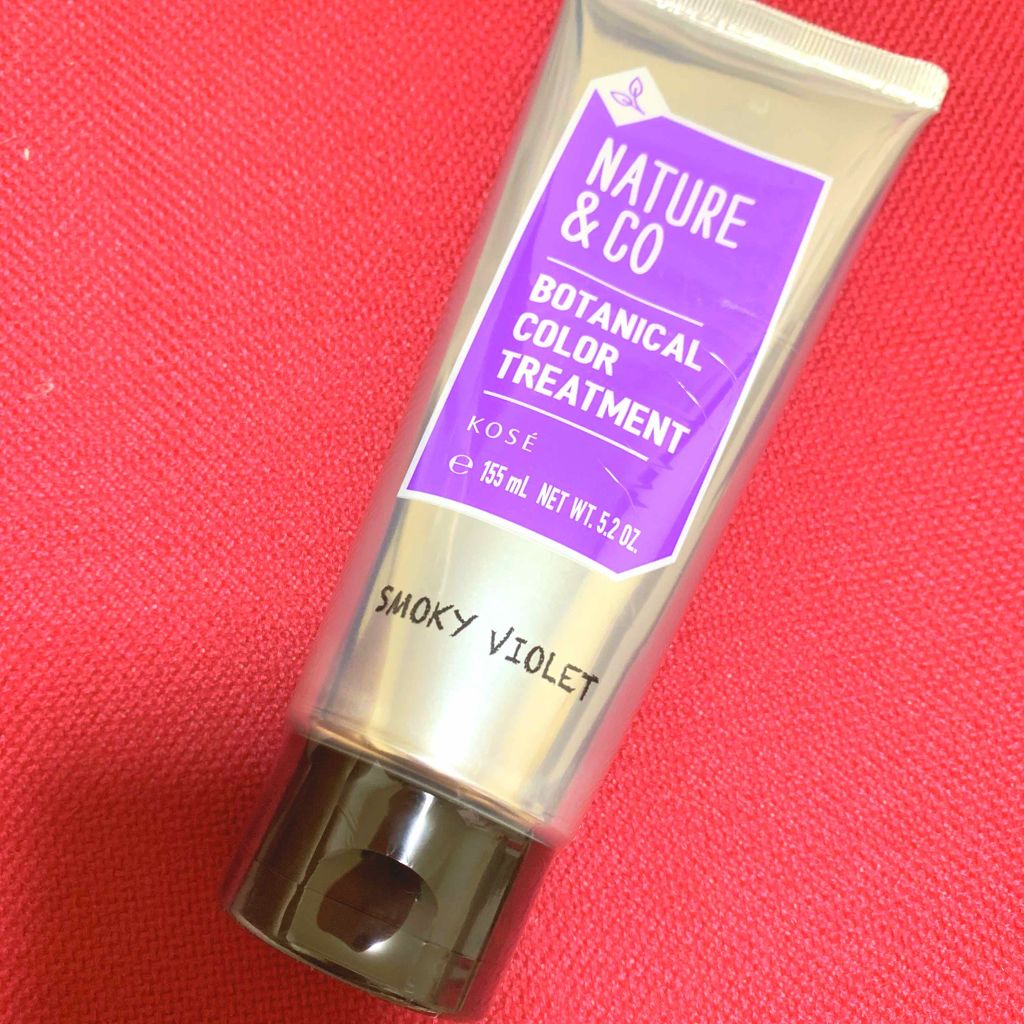 NATURE
& CO
BOTANICAL
COLOR
TREATMENT
KOSÉ
℮ 155 mL NET WT. 5.2 OZ.
SMOKY VIOLET